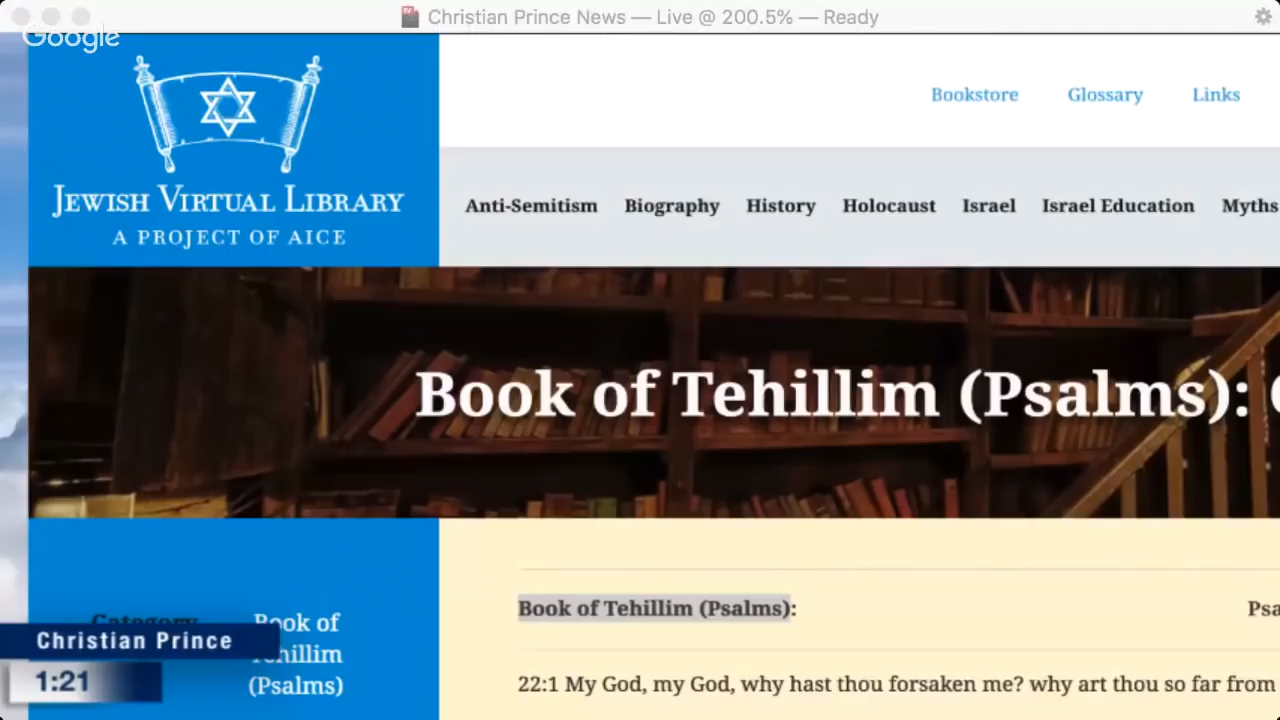 Christian Prince News — Live @ 200.5% — Ready
Google
Bookstore Glossary Links
JEWISH VIRTUAL LIBRARY
A PROJECT OF AICE
Anti-Semitism Biography History Holocaust Israel Israel Education Myths
Book of Tehillim (Psalms):
Category
Book of
Tehillim
(Psalms)
Book of Tehillim (Psalms):
22:1 My God, my God, why hast thou forsaken me? why art thou so far from
Christian Prince
1:21